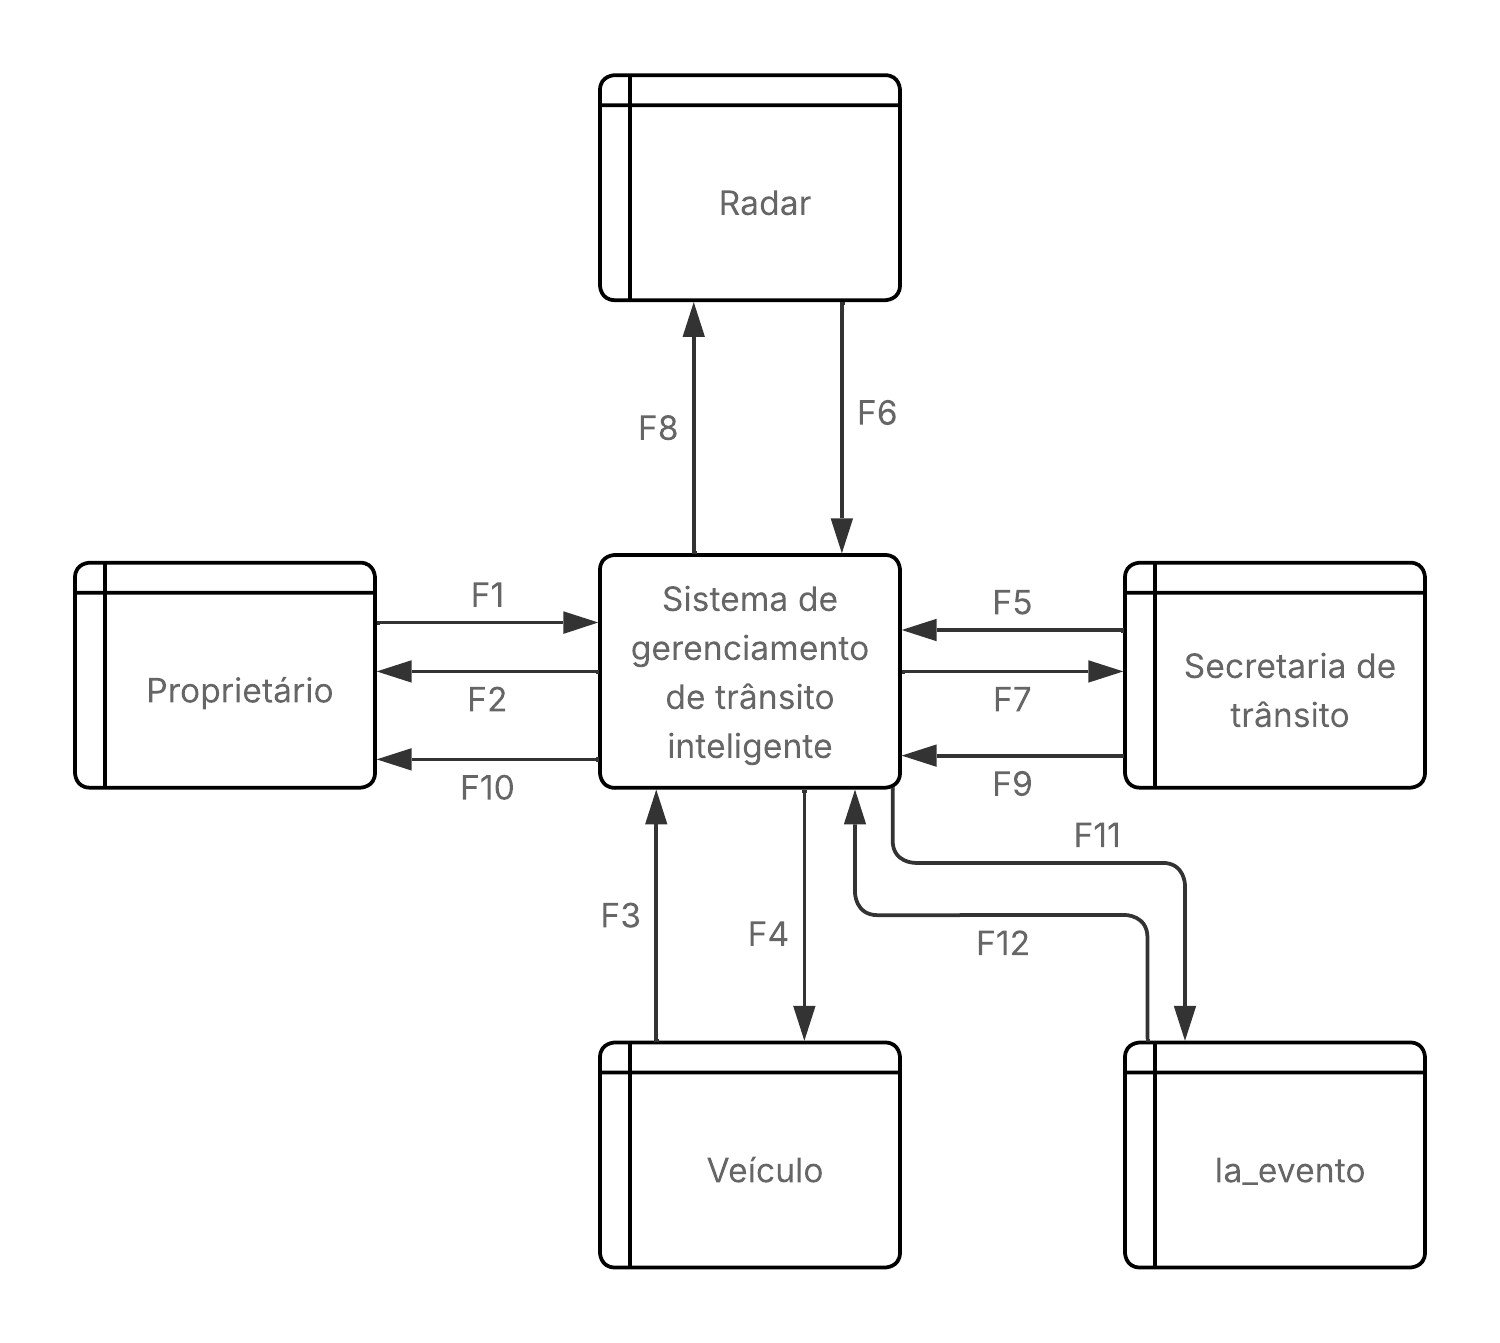 Radar
F8
F6
Proprietário
F1
F2
F10
Sistema de
gerenciamento
de trânsito
inteligente
F5
F7
F9
Secretaria de
trânsito
F11
F3
F4
F12
Veículo
Ia_evento